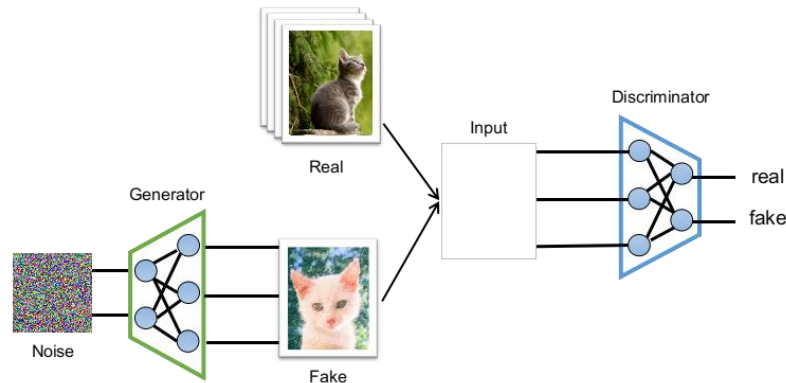 Real
Generator
Noise
Fake
Input
Discriminator
real
fake